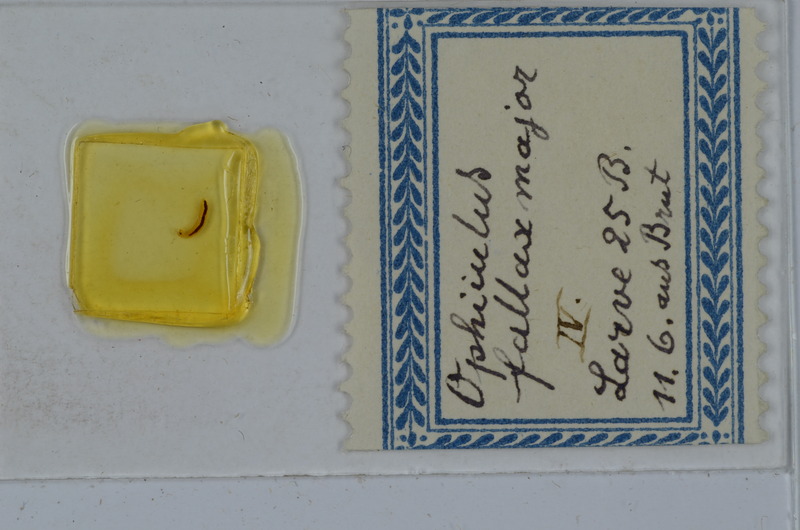 Ophiiulus
fallax major
IV.
Larve 25 B.
11. 6. aus Brut